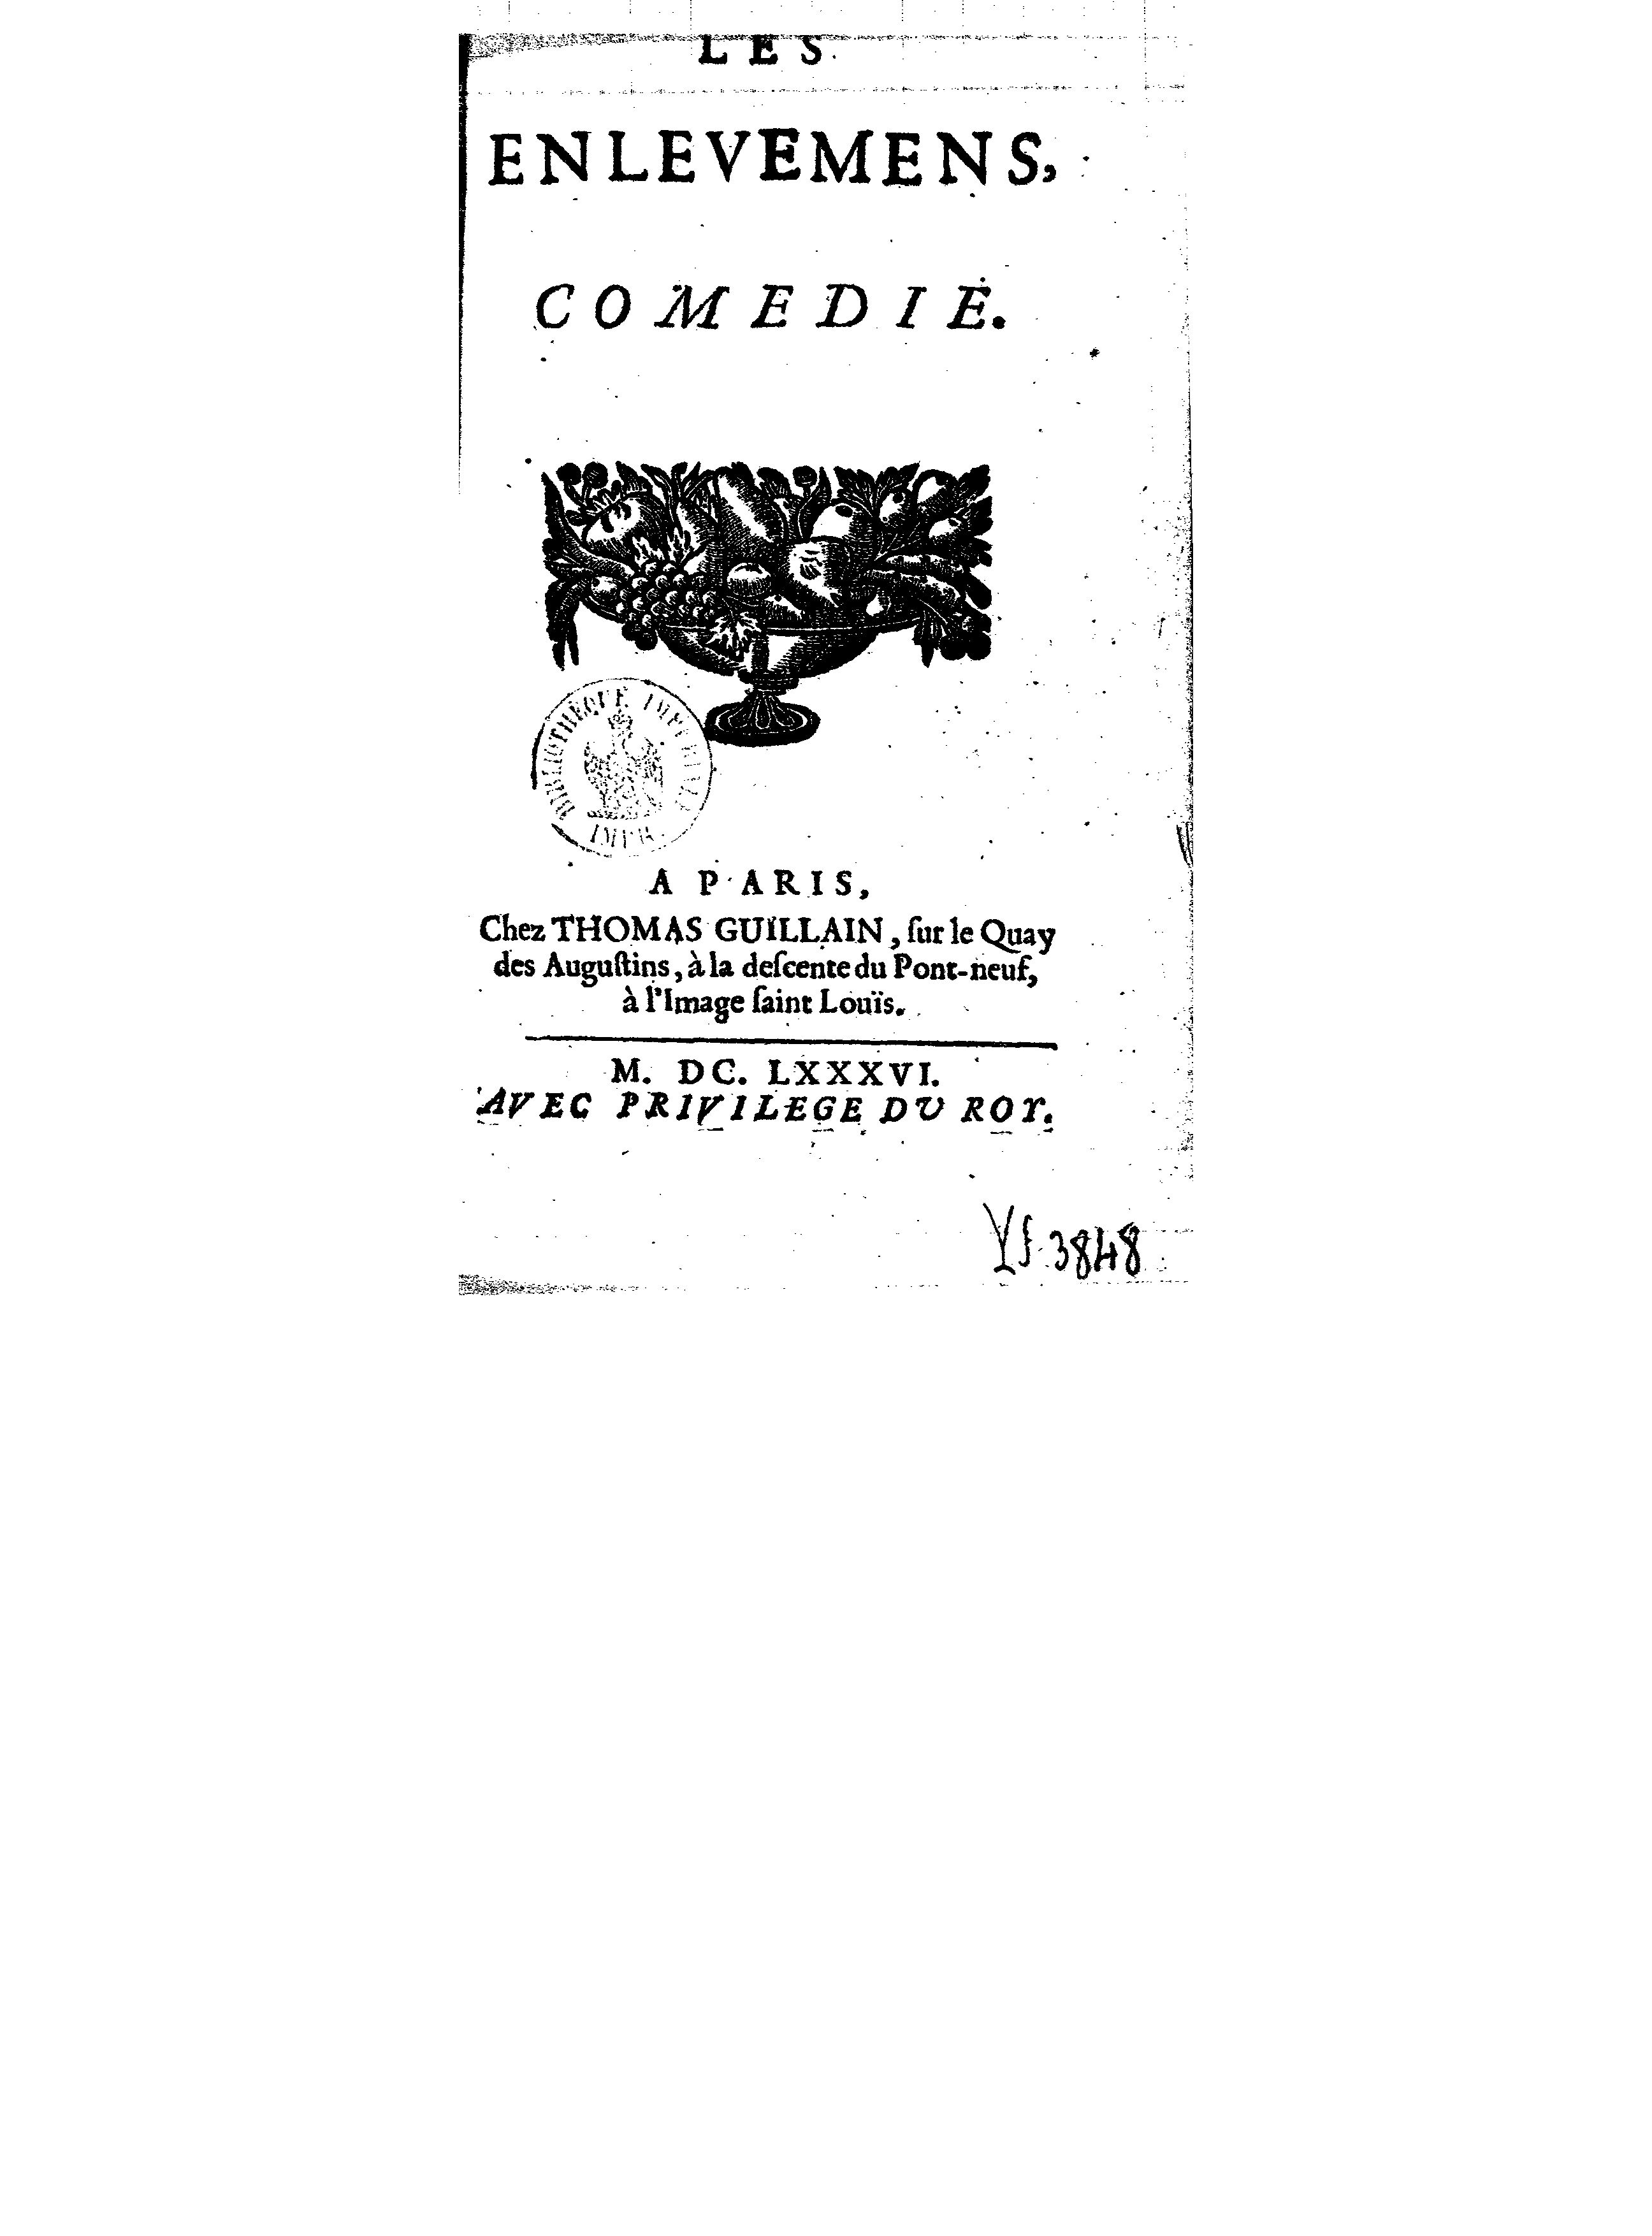 LES
ENLEVEMENS,
COMEDIE.
BIBLIOTHEQUE IMPERIALE
IMPR.
A PARIS,
Chez THOMAS GUILLAIN, ſur le Quay
des Auguſtins, à la deſcente du Pont-neuf,
à l'Image ſaint Louïs.
M. DC. LXXXVI.
AVEC PRIVILEGE DU ROY.
Yf 3848